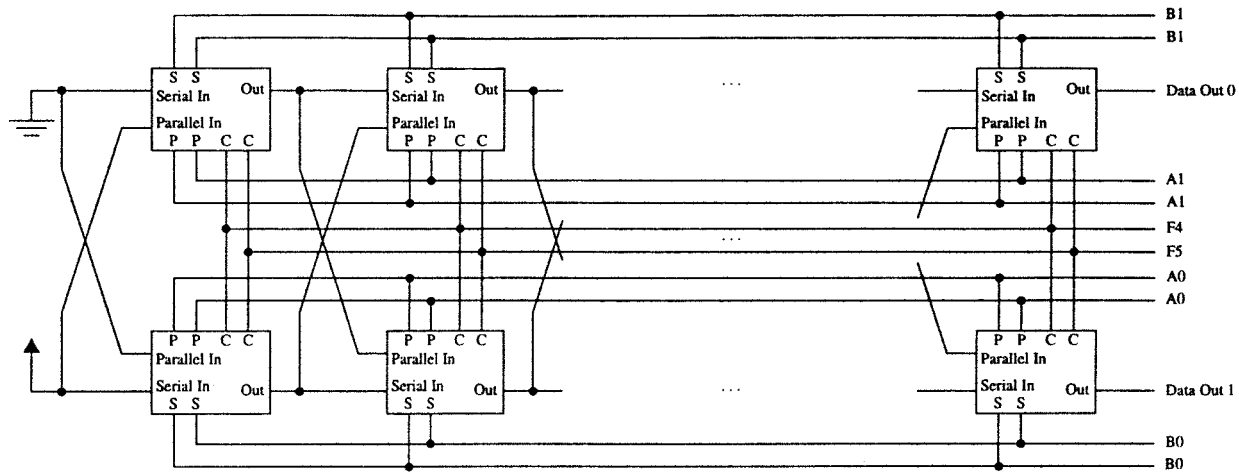 B1
B1
S S S S S S
Serial In Out Serial In Out ... Serial In Out Data Out 0
Parallel In Parallel In Parallel In
P P C C P P C C P P C C
A1
A1
F4
...
F5
A0
A0
P P C C P P C C P P C C
Parallel In Parallel In Parallel In
Serial In Out Serial In Out ... Serial In Out Data Out 1
S S S S S S
B0
B0